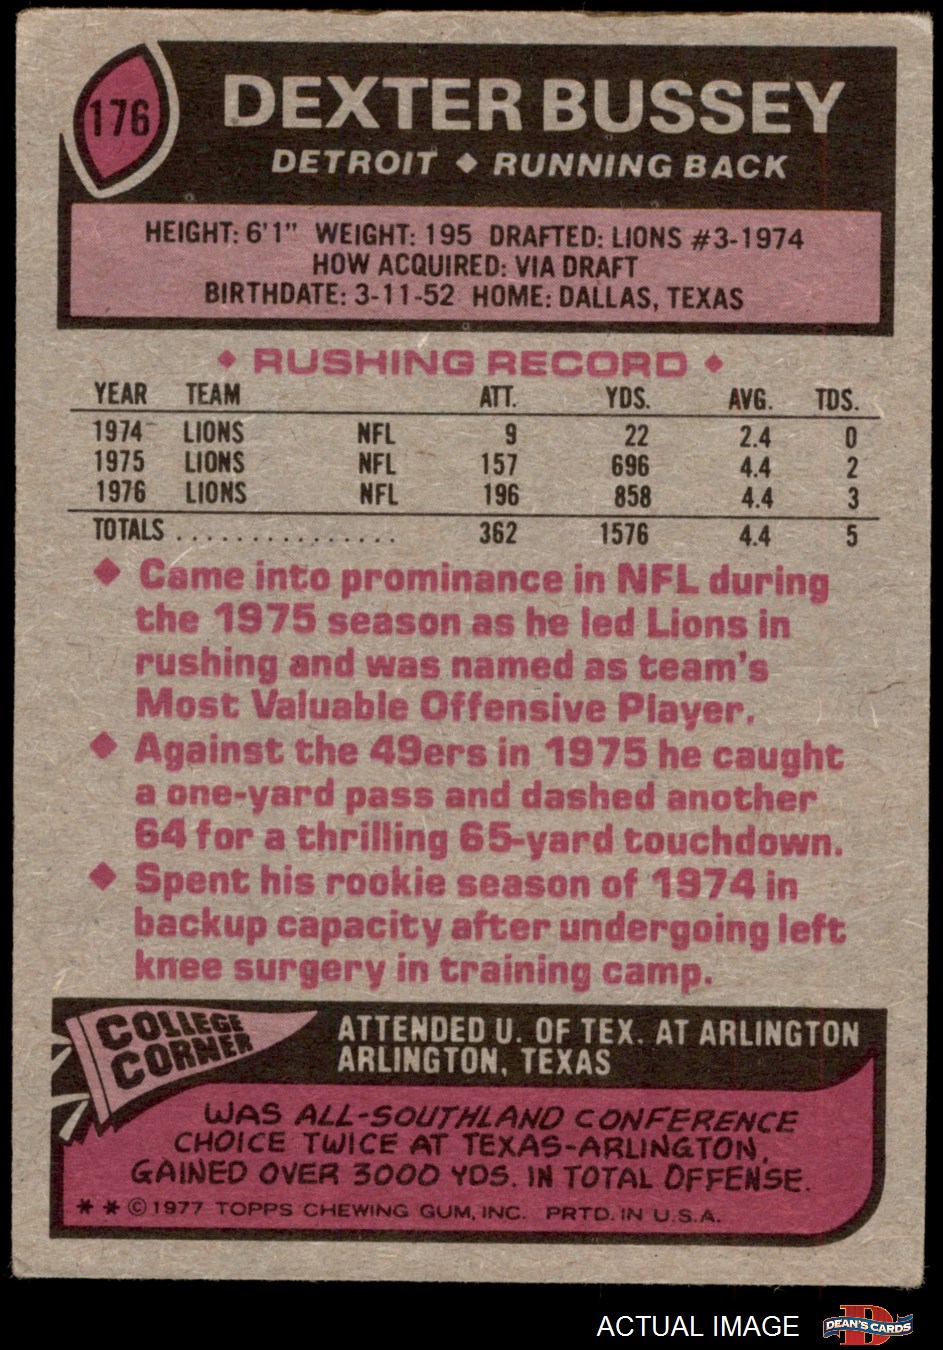 176
DEXTER BUSSEY
DETROIT ◆ RUNNING BACK
HEIGHT: 6'1" WEIGHT: 195 DRAFTED: LIONS #3-1974
HOW ACQUIRED: VIA DRAFT
BIRTHDATE: 3-11-52 HOME: DALLAS, TEXAS
◆ RUSHING RECORD ◆
YEAR TEAM ATT. YDS. AVG. TDS.
1974 LIONS NFL 9 22 2.4 0
1975 LIONS NFL 157 696 4.4 2
1976 LIONS NFL 196 858 4.4 3
TOTALS ............... 362 1576 4.4 5
◆ Came into prominance in NFL during
the 1975 season as he led Lions in
rushing and was named as team's
Most Valuable Offensive Player.
◆ Against the 49ers in 1975 he caught
a one-yard pass and dashed another
64 for a thrilling 65-yard touchdown.
◆ Spent his rookie season of 1974 in
backup capacity after undergoing left
knee surgery in training camp.
COLLEGE
CORNER
ATTENDED U. OF TEX. AT ARLINGTON
ARLINGTON, TEXAS
WAS ALL-SOUTHLAND CONFERENCE
CHOICE TWICE AT TEXAS-ARLINGTON.
GAINED OVER 3000 YDS. IN TOTAL OFFENSE.
* * © 1977 TOPPS CHEWING GUM, INC. PRTD. IN U.S.A.
ACTUAL IMAGE
D
DEAN'S CARDS